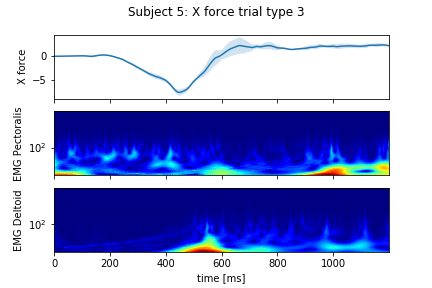 Subject 5: X force trial type 3
X force
0
−5
EMG Pectoralis
10²
EMG Deltoid
10²
0 200 400 600 800 1000
time [ms]